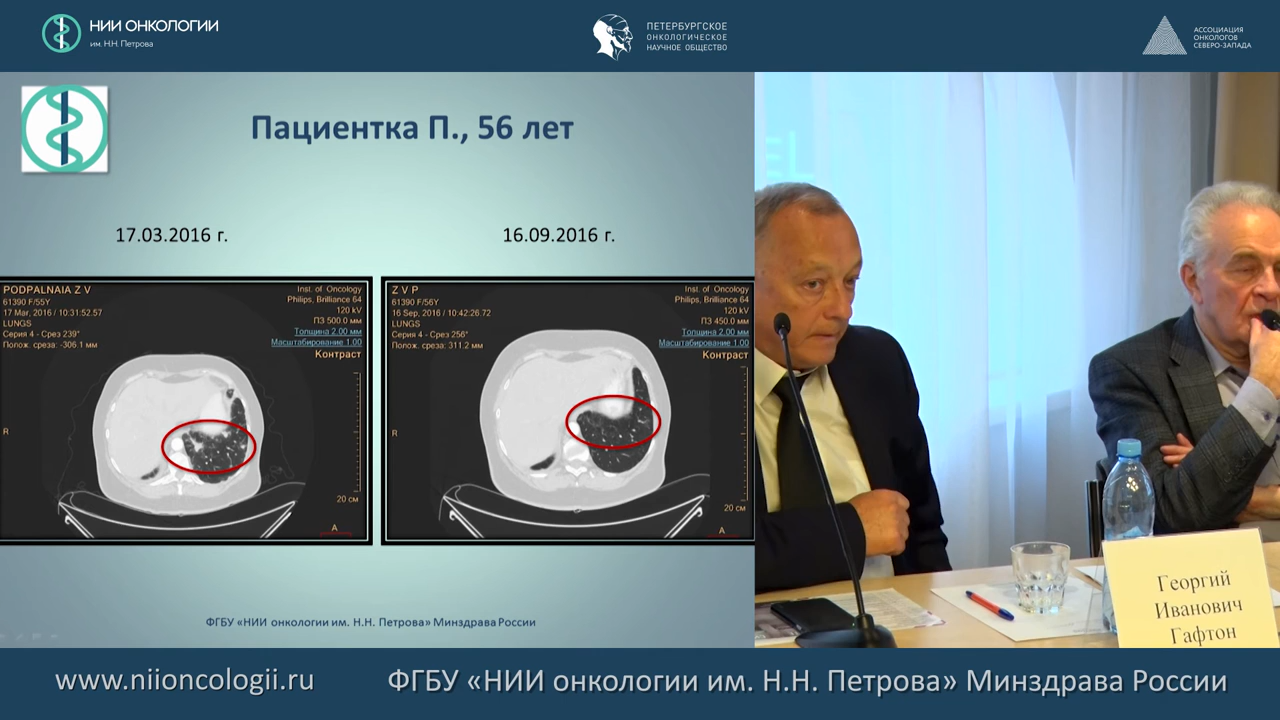 НИИ ОНКОЛОГИИ
им. Н.Н. Петрова
ПЕТЕРБУРГСКОЕ
ОНКОЛОГИЧЕСКОЕ
НАУЧНОЕ ОБЩЕСТВО
АССОЦИАЦИЯ
ОНКОЛОГОВ
СЕВЕРО-ЗАПАДА
Пациентка П., 56 лет
17.03.2016 г.
16.09.2016 г.
PODPALNAIA Z V
61390 F/55Y
17 Mar, 2016 / 10:31:52.57
LUNGS
Серия 4 - Срез 239*
Полож. среза: -306.1 мм
Inst. of Oncology
Philips, Brilliance 64
120 kV
ПЗ 500.0 мм
Толщина 2.00 мм
Масштабирование 1.00
Контраст
R
20 см
A
Z V P
61390 F/56Y
16 Sep, 2016 / 10:42:26.72
LUNGS
Серия 4 - Срез 256*
Полож. среза: 311.2 мм
Inst. of Oncology
Philips, Brilliance 64
120 kV
ПЗ 450.0 мм
Толщина 2.00 мм
Масштабирование 1.00
Контраст
R
20 см
A
ФГБУ «НИИ онкологии им. Н.Н. Петрова» Минздрава России
Георгий
Иванович
Гафтон
www.niioncologii.ru
ФГБУ «НИИ онкологии им. Н.Н. Петрова» Минздрава России